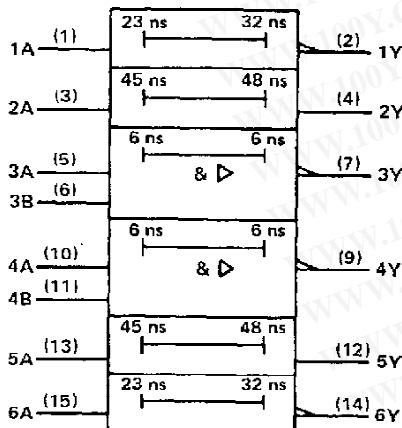 23 ns 32 ns
1A (1) (2) 1Y
45 ns 48 ns
2A (3) (4) 2Y
6 ns 6 ns
3A (5) & (7) 3Y
3B (6)
6 ns 6 ns
4A (10) & (9) 4Y
4B (11)
45 ns 48 ns
5A (13) (12) 5Y
23 ns 32 ns
6A (15) (14) 6Y